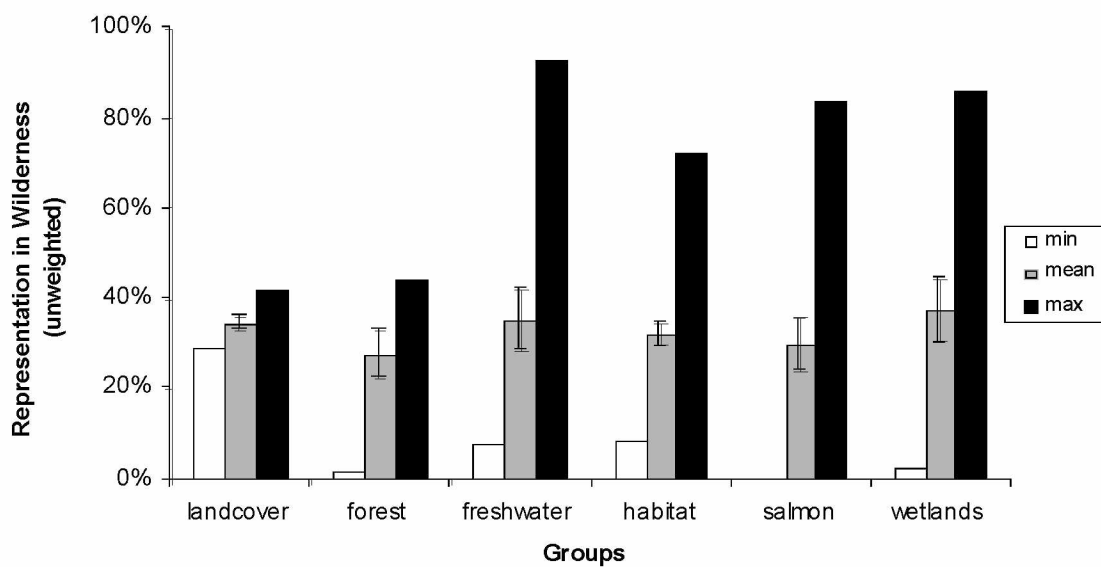 100%
80%
60%
40%
20%
0%
Representation in Wilderness
(unweighted)
landcover forest freshwater habitat salmon wetlands
Groups
min
mean
max